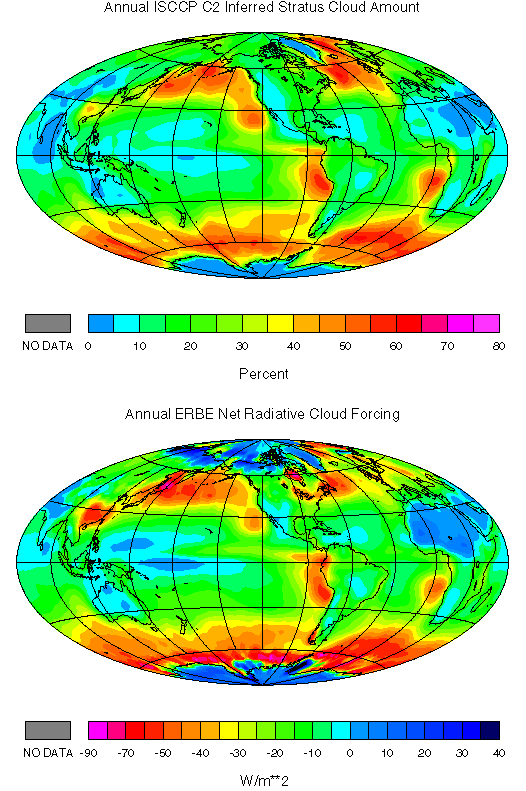 Annual ISCCP C2 Inferred Stratus Cloud Amount
NO DATA 0 10 20 30 40 50 60 70 80
Percent
Annual ERBE Net Radiative Cloud Forcing
NO DATA -90 -70 -50 -40 -30 -20 -10 0 10 20 30 40
W/m**2